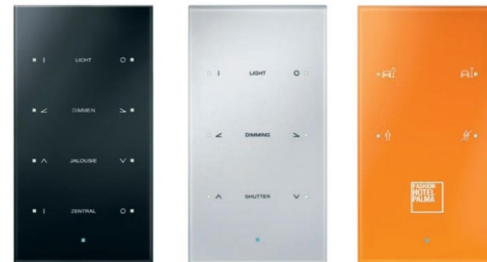 LICHT
DIMMEN
JALOUSIE
ZENTRAL
LIGHT
DIMMING
SHUTTER
FASHION
HOTEL
PALMA